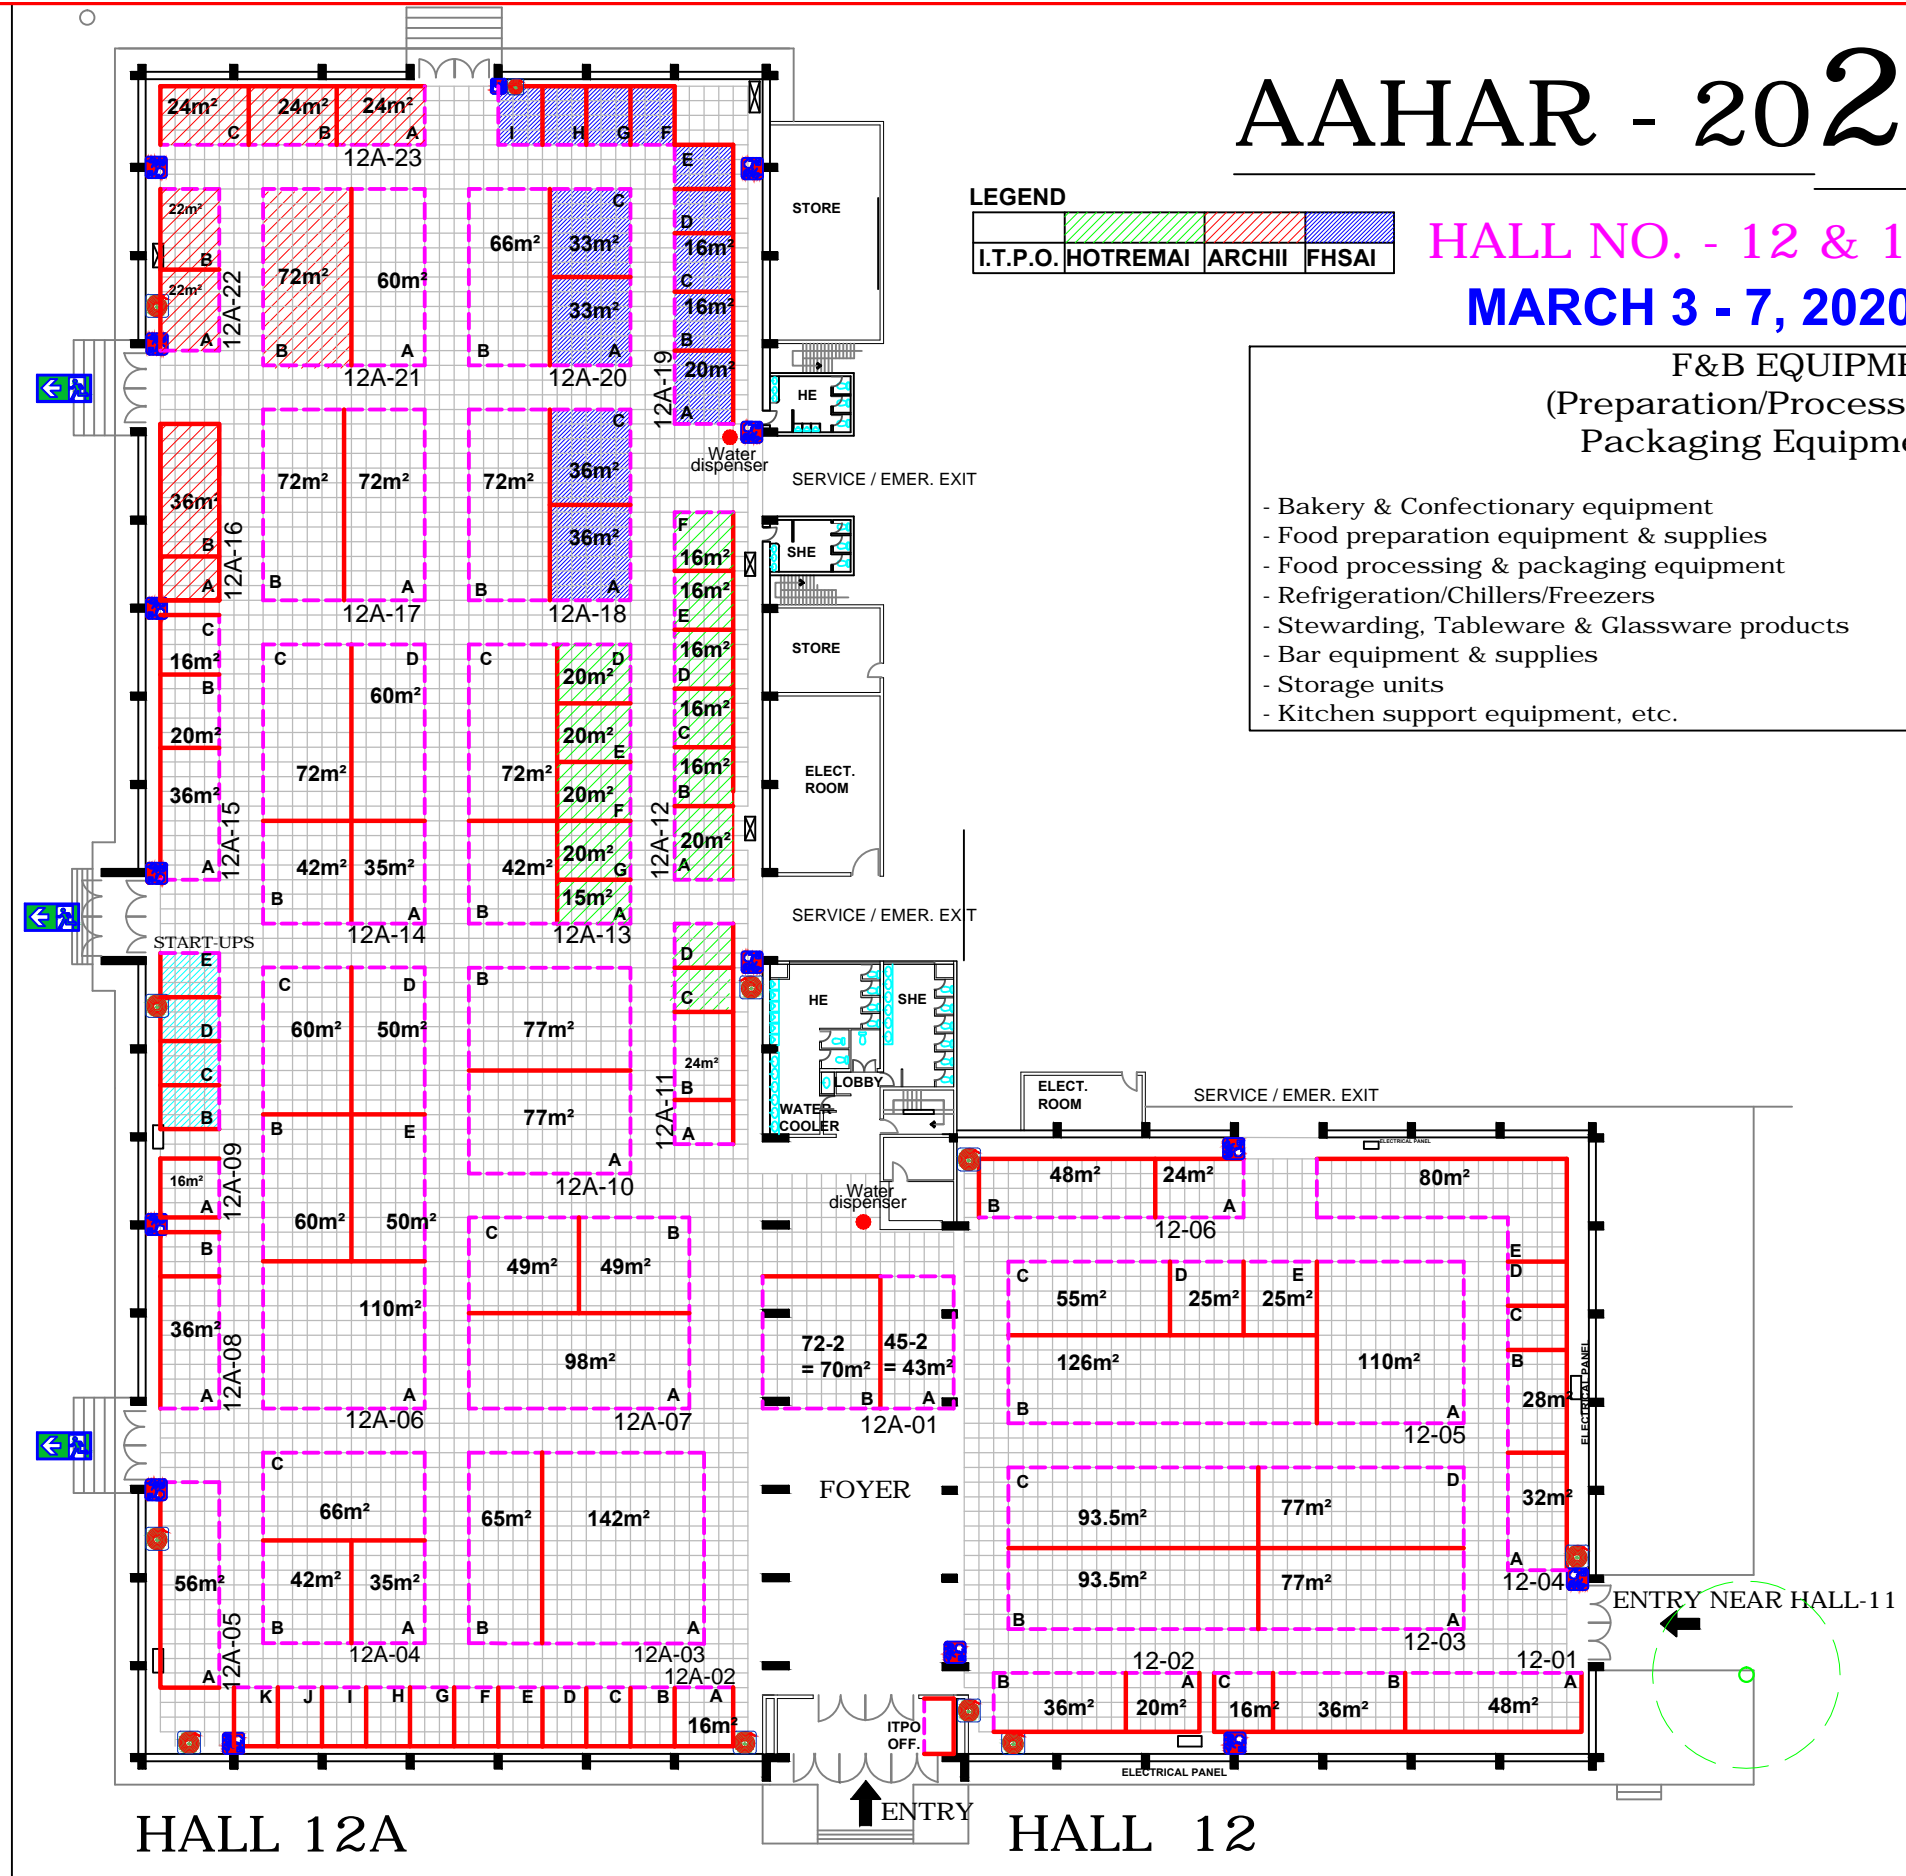 AAHAR - 202
LEGEND
I.T.P.O. HOTREMAI ARCHII FHSAI
HALL NO. - 12 & 1
MARCH 3 - 7, 2020
F&B EQUIPME
(Preparation/Process
Packaging Equipme
- Bakery & Confectionary equipment
- Food preparation equipment & supplies
- Food processing & packaging equipment
- Refrigeration/Chillers/Freezers
- Stewarding, Tableware & Glassware products
- Bar equipment & supplies
- Storage units
- Kitchen support equipment, etc.
24m² 24m² 24m²
C B A I H G F
12A-23
E
22m² B
22m² A
12A-22
72m² 60m²
B A
12A-21
66m² 33m² C
33m²
B A
12A-20
D
16m²
C
16m²
B
20m²
A
12A-19
STORE
HE
Water
dispenser
SERVICE / EMER. EXIT
36m²
B
A
12A-16
72m² 72m²
B A
12A-17
72m² 36m² C
36m²
B A
12A-18
F
16m²
16m²
E
16m²
D
16m²
C
16m²
B
20m²
A
12A-12
SHE
STORE
ELECT.
ROOM
C
16m²
B
20m²
36m²
A
12A-15
C D
60m²
72m²
42m² 35m²
B A
12A-14
C D
20m²
20m²
E
72m²
20m²
F
42m² 20m²
G
15m²
B A
12A-13
SERVICE / EMER. EXIT
START-UPS
E
D
C
B
16m²
A
12A-09
C D
60m² 50m²
B E
60m² 50m²
110m²
A
12A-06
B
77m²
77m²
A
12A-10
D
C
24m²
B
A
12A-11
HE SHE
LOBBY
WATER
COOLER
Water
dispenser
B
36m²
A
12A-08
C B
49m² 49m²
98m²
A
12A-07
72-2
= 70m²
B
45-2
= 43m²
A
12A-01
FOYER
56m²
A
12A-05
C
66m²
42m² 35m²
B A
12A-04
65m² 142m²
B A
12A-03
12A-02
K J I H G F E D C B A
16m²
ITPO
OFF.
ENTRY
ELECT.
ROOM
SERVICE / EMER. EXIT
ELECTRICAL PANEL
48m² 24m²
B A
12-06
80m²
E
D
C
B
28m²
32m²
A
12-04
ELECTRICAL PANEL
C D E
55m² 25m² 25m²
126m² 110m²
B A
12-05
C D
93.5m² 77m²
93.5m² 77m²
B A
12-03
ENTRY NEAR HALL-11
12-02
B A
36m² 20m²
12-01
C B A
16m² 36m² 48m²
ELECTRICAL PANEL
HALL 12A
HALL 12